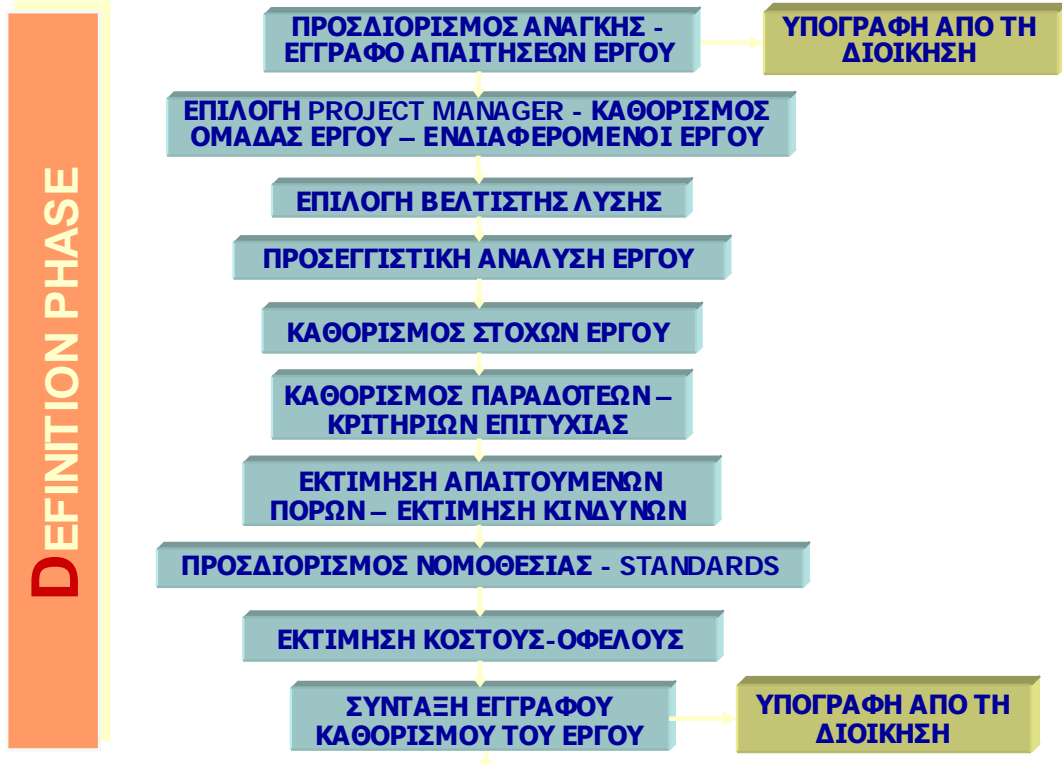 DEFINITION PHASE
ΠΡΟΣΔΙΟΡΙΣΜΟΣ ΑΝΑΓΚΗΣ -
ΕΓΓΡΑΦΟ ΑΠΑΙΤΗΣΕΩΝ ΕΡΓΟΥ
ΥΠΟΓΡΑΦΗ ΑΠΟ ΤΗ
ΔΙΟΙΚΗΣΗ
ΕΠΙΛΟΓΗ PROJECT MANAGER - ΚΑΘΟΡΙΣΜΟΣ
ΟΜΑΔΑΣ ΕΡΓΟΥ – ΕΝΔΙΑΦΕΡΟΜΕΝΟΙ ΕΡΓΟΥ
ΕΠΙΛΟΓΗ ΒΕΛΤΙΣΤΗΣ ΛΥΣΗΣ
ΠΡΟΣΕΓΓΙΣΤΙΚΗ ΑΝΑΛΥΣΗ ΕΡΓΟΥ
ΚΑΘΟΡΙΣΜΟΣ ΣΤΟΧΩΝ ΕΡΓΟΥ
ΚΑΘΟΡΙΣΜΟΣ ΠΑΡΑΔΟΤΕΩΝ –
ΚΡΙΤΗΡΙΩΝ ΕΠΙΤΥΧΙΑΣ
ΕΚΤΙΜΗΣΗ ΑΠΑΙΤΟΥΜΕΝΩΝ
ΠΟΡΩΝ – ΕΚΤΙΜΗΣΗ ΚΙΝΔΥΝΩΝ
ΠΡΟΣΔΙΟΡΙΣΜΟΣ ΝΟΜΟΘΕΣΙΑΣ - STANDARDS
ΕΚΤΙΜΗΣΗ ΚΟΣΤΟΥΣ-ΟΦΕΛΟΥΣ
ΣΥΝΤΑΞΗ ΕΓΓΡΑΦΟΥ
ΚΑΘΟΡΙΣΜΟΥ ΤΟΥ ΕΡΓΟΥ
ΥΠΟΓΡΑΦΗ ΑΠΟ ΤΗ
ΔΙΟΙΚΗΣΗ